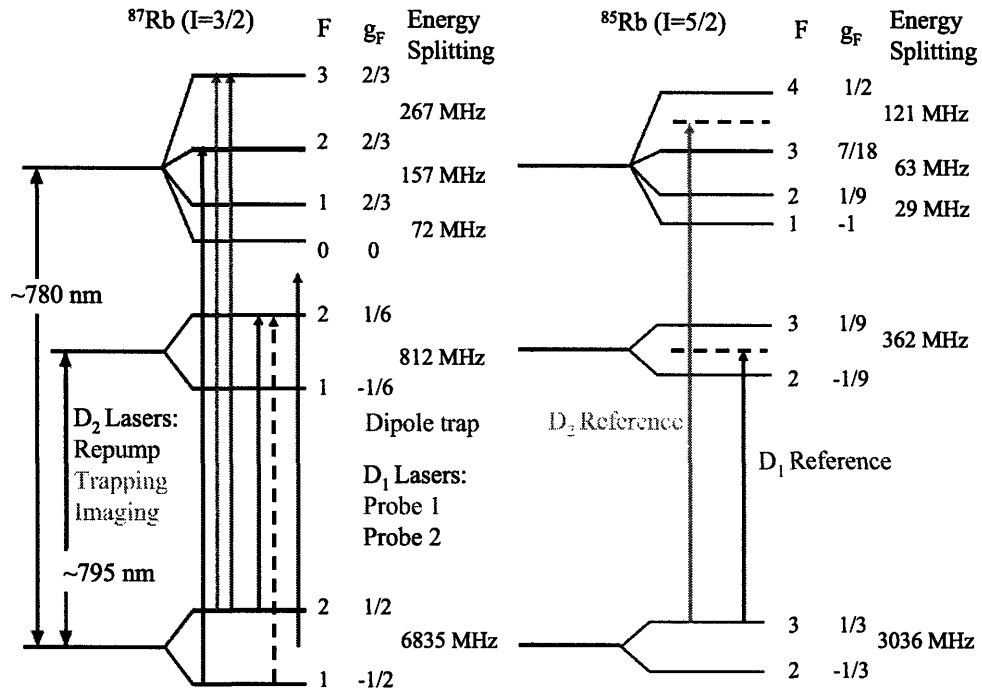 ⁸⁷Rb (I=3/2) F g_F Energy Splitting
3 2/3
267 MHz
2 2/3
157 MHz
1 2/3
72 MHz
0 0
~780 nm
2 1/6
812 MHz
1 -1/6
D₂ Lasers:
Repump
Trapping
Imaging
Dipole trap
D₁ Lasers:
Probe 1
Probe 2
~795 nm
2 1/2
6835 MHz
1 -1/2
⁸⁵Rb (I=5/2) F g_F Energy Splitting
4 1/2
121 MHz
3 7/18
63 MHz
2 1/9
29 MHz
1 -1
3 1/9
362 MHz
2 -1/9
D₂ Reference
D₁ Reference
3 1/3
3036 MHz
2 -1/3